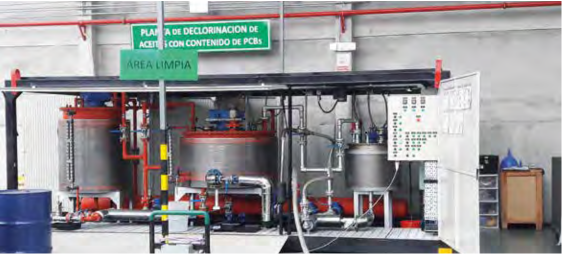 PLANTA DE DECLORINACION DE
ACEITES CON CONTENIDO DE PCBs
ÁREA LIMPIA